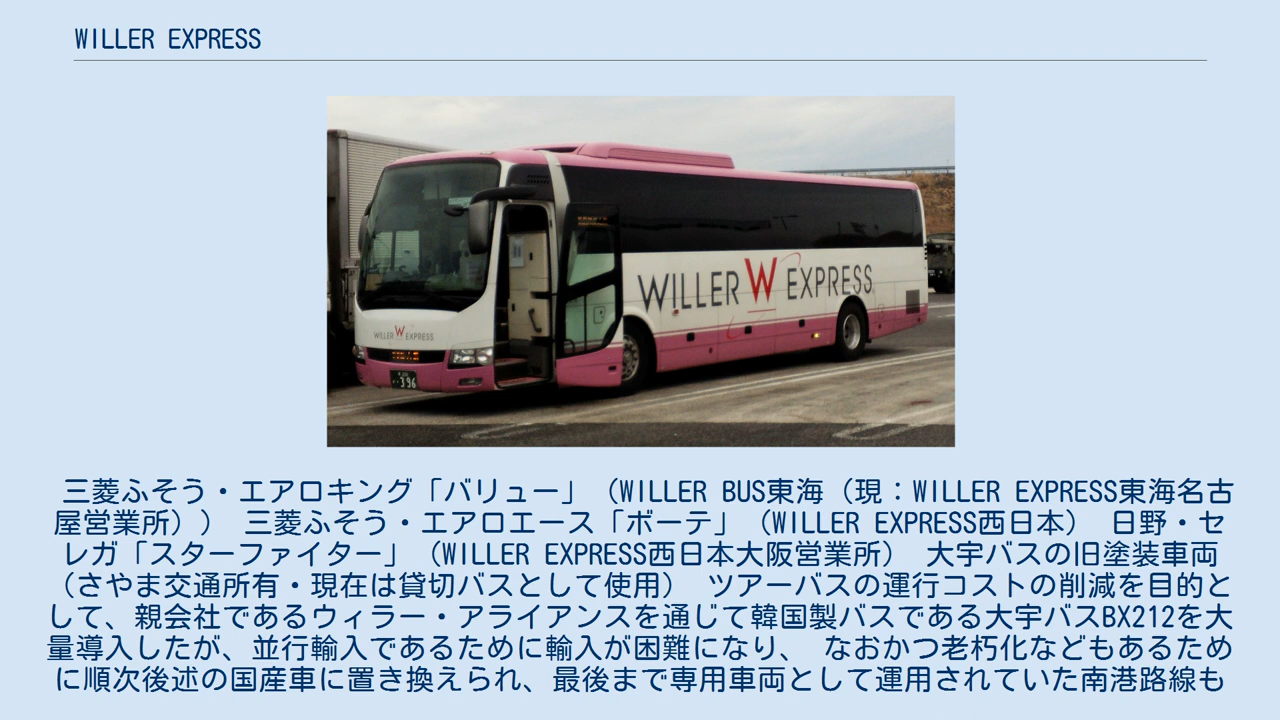 WILLER EXPRESS
WILLER W EXPRESS
WILLER W EXPRESS
396
三菱ふそう・エアロキング「バリュー」（WILLER BUS東海（現：WILLER EXPRESS東海名古
屋営業所）） 三菱ふそう・エアロエース「ボーテ」（WILLER EXPRESS西日本） 日野・セ
レガ「スターファイター」（WILLER EXPRESS西日本大阪営業所） 大宇バスの旧塗装車両
（さやま交通所有・現在は貸切バスとして使用） ツアーバスの運行コストの削減を目的と
して、親会社であるウィラー・アライアンスを通じて韓国製バスである大宇バスBX212を大
量導入したが、並行輸入であるために輸入が困難になり、 なおかつ老朽化などもあるため
に順次後述の国産車に置き換えられ、最後まで専用車両として運用されていた南港路線も